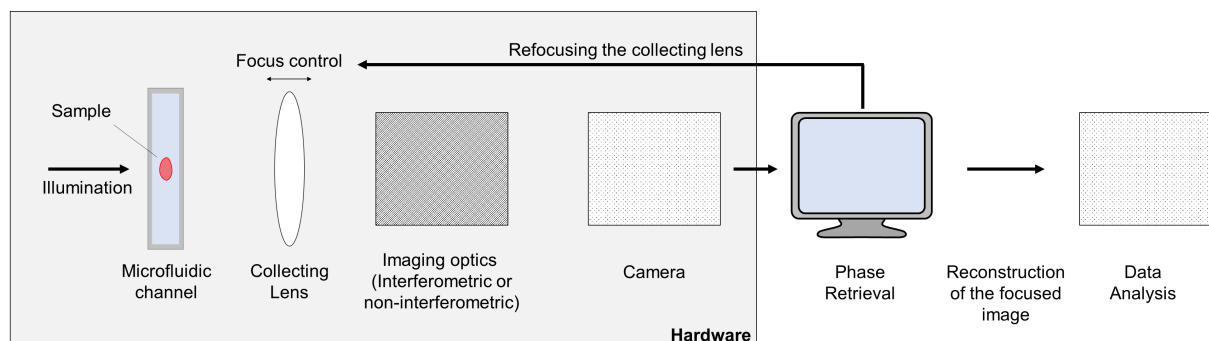 Refocusing the collecting lens
Focus control
Sample
Illumination
Microfluidic
channel
Collecting
Lens
Imaging optics
(Interferometric or
non-interferometric)
Camera
Phase
Retrieval
Reconstruction
of the focused
image
Data
Analysis
Hardware